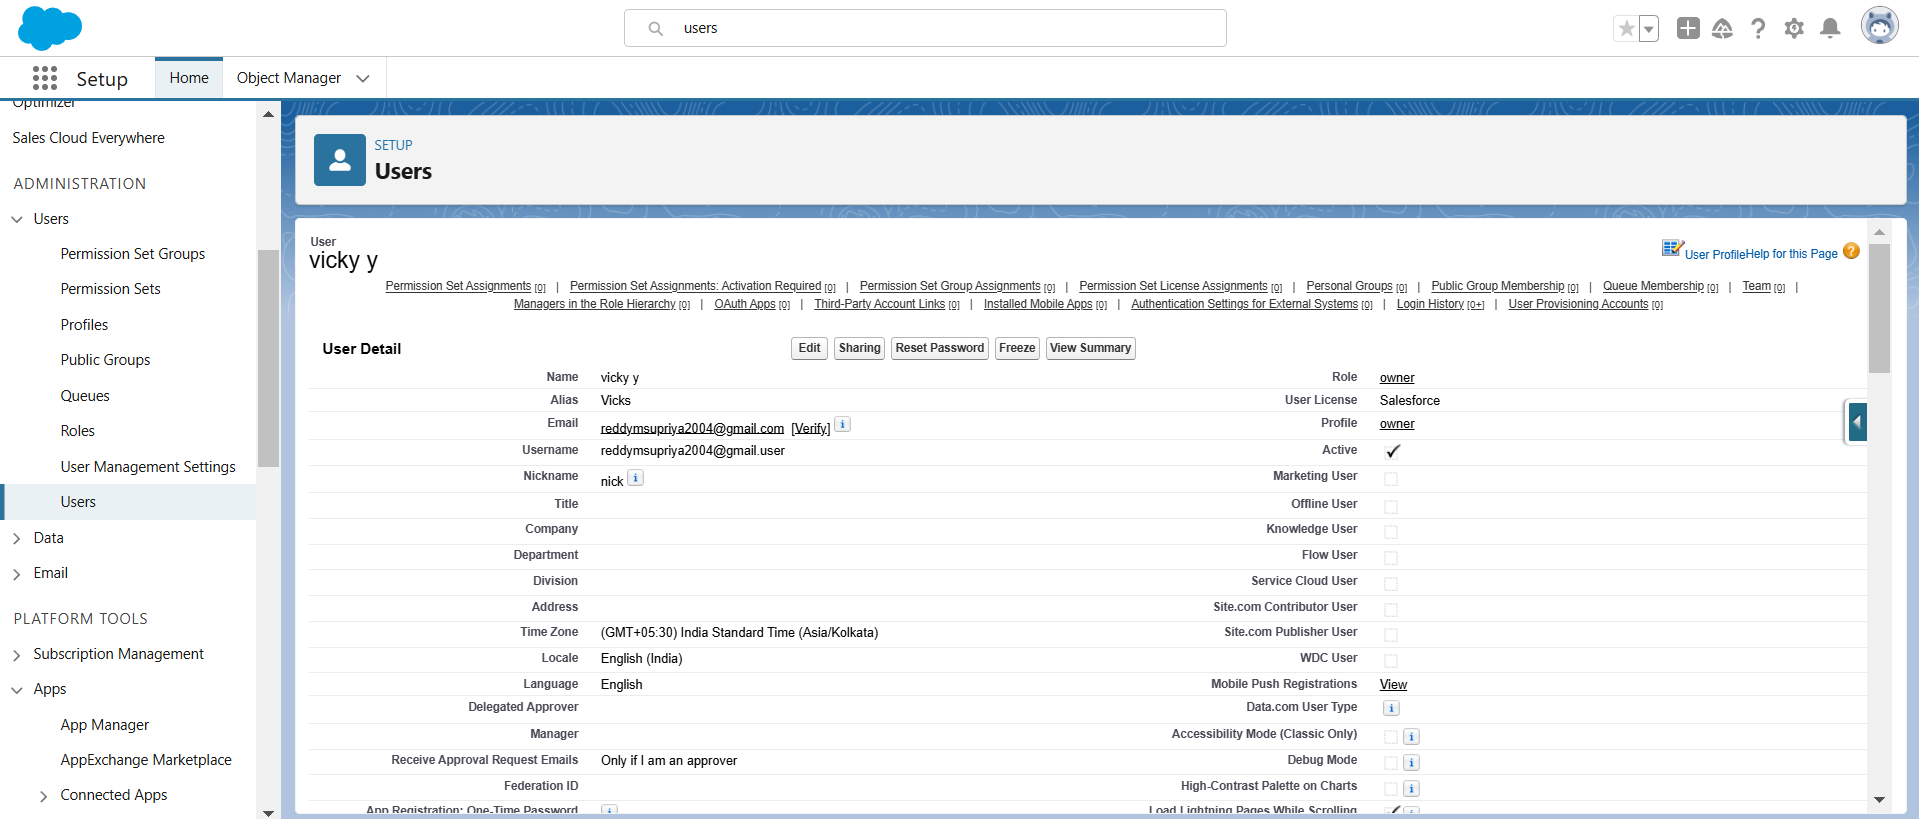 users
Setup
Home
Object Manager
Optimizer
Sales Cloud Everywhere
ADMINISTRATION
Users
Permission Set Groups
Permission Sets
Profiles
Public Groups
Queues
Roles
User Management Settings
Users
Data
Email
PLATFORM TOOLS
Subscription Management
Apps
App Manager
AppExchange Marketplace
Connected Apps
SETUP
Users
User
vicky y
User Profile Help for this Page ?
Permission Set Assignments [0] | Permission Set Assignments: Activation Required [0] | Permission Set Group Assignments [0] | Permission Set License Assignments [0] | Personal Groups [0] | Public Group Membership [0] | Queue Membership [0] | Team [0] |
Managers in the Role Hierarchy [0] | OAuth Apps [0] | Third-Party Account Links [0] | Installed Mobile Apps [0] | Authentication Settings for External Systems [0] | Login History [0+] | User Provisioning Accounts [0]
User Detail
Edit Sharing Reset Password Freeze View Summary
Name vicky y Role owner
Alias Vicks User License Salesforce
Email reddymsupriya2004@gmail.com [Verify] i Profile owner
Username reddymsupriya2004@gmail.user Active
Nickname nick i Marketing User
Title Offline User
Company Knowledge User
Department Flow User
Division Service Cloud User
Address Site.com Contributor User
Time Zone (GMT+05:30) India Standard Time (Asia/Kolkata) Site.com Publisher User
Locale English (India) WDC User
Language English Mobile Push Registrations View
Delegated Approver Data.com User Type i
Manager Accessibility Mode (Classic Only) i
Receive Approval Request Emails Only if I am an approver Debug Mode i
Federation ID High-Contrast Palette on Charts i
App Registration: One-Time Password i Load Lightning Pages While Scrolling i